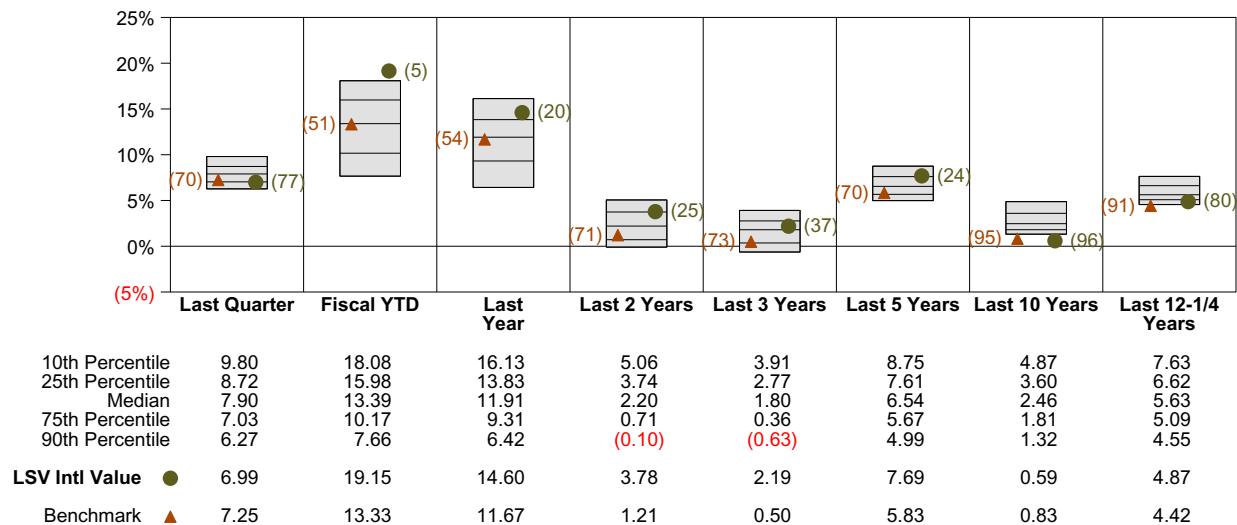 25%
20%
15%
10%
5%
0%
(5%)
(70) (77)
(51) (5)
(54) (20)
(71) (25)
(73) (37)
(70) (24)
(95) (96)
(91) (80)
Last Quarter Fiscal YTD Last Year Last 2 Years Last 3 Years Last 5 Years Last 10 Years Last 12-1/4 Years
10th Percentile 9.80 18.08 16.13 5.06 3.91 8.75 4.87 7.63
25th Percentile 8.72 15.98 13.83 3.74 2.77 7.61 3.60 6.62
Median 7.90 13.39 11.91 2.20 1.80 6.54 2.46 5.63
75th Percentile 7.03 10.17 9.31 0.71 0.36 5.67 1.81 5.09
90th Percentile 6.27 7.66 6.42 (0.10) (0.63) 4.99 1.32 4.55
LSV Intl Value 6.99 19.15 14.60 3.78 2.19 7.69 0.59 4.87
Benchmark 7.25 13.33 11.67 1.21 0.50 5.83 0.83 4.42